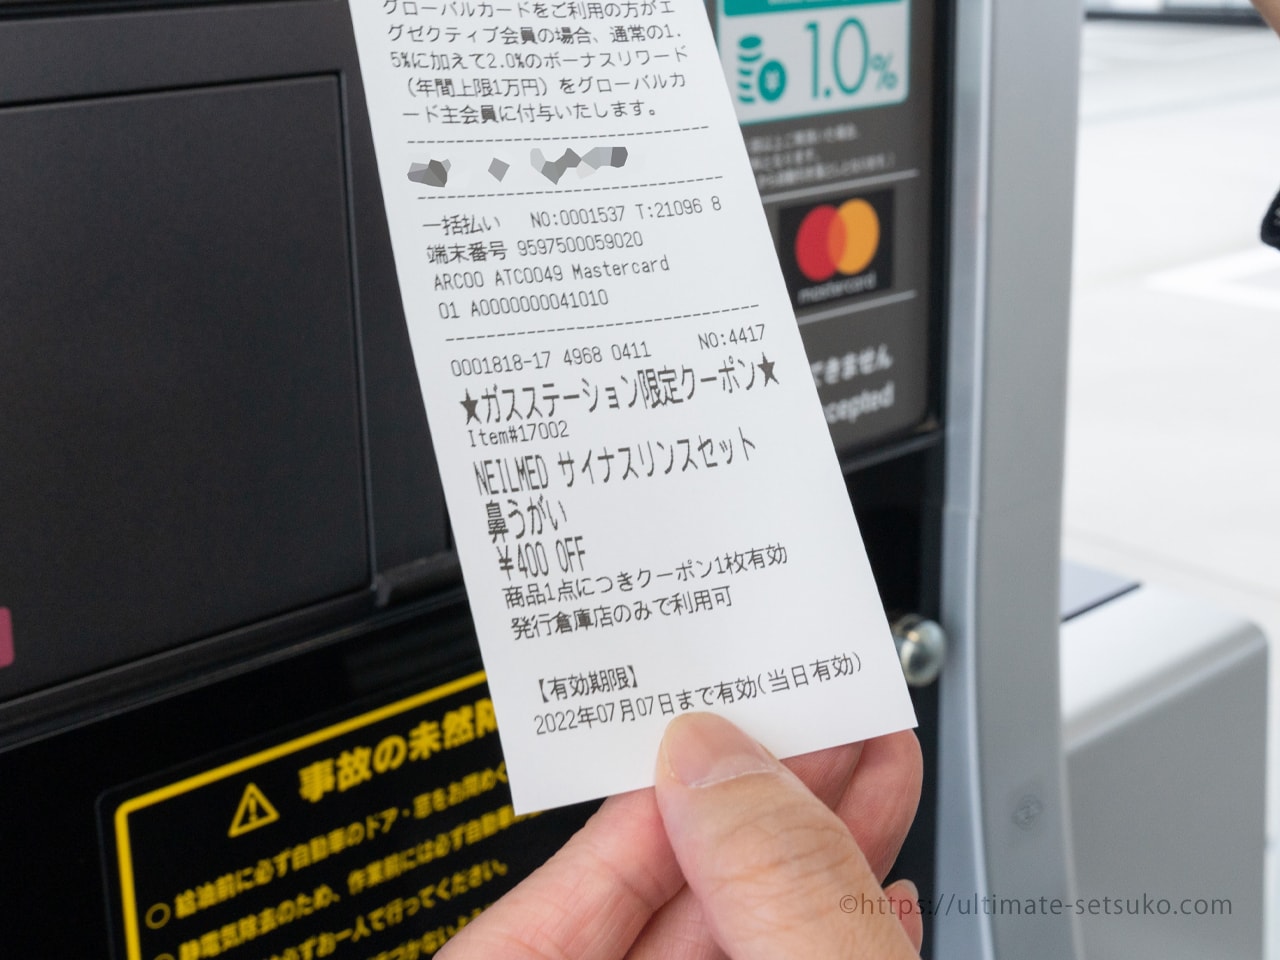 グローバルカードをご利用の方がエ
グゼクティブ会員の場合、通常の1.
5%に加えて2.0%のボーナスリワード
（年間上限1万円）をグローバルカ
ード主会員に付与いたします。
一括払い NO:0001537 T:21096 8
端末番号 9597500059020
ARC00 ATC0049 Mastercard
01 A0000000041010
0001818-17 4968 0411 NO:4417
★ガスステーション限定クーポン★
Item#17002
NEILMED サイナスリンスセット
鼻うがい
¥400 OFF
商品1点につきクーポン1枚有効
発行倉庫店のみで利用可
【有効期限】
2022年07月07日まで有効(当日有効)
1.0%
mastercard
できません
cepted
事故の未然
○給油前に必ず自動車のドア・窓をお閉めく
静電気除去のため、作業前には必ず自動車
必ずお一人で行ってください。
©https://ultimate-setsuko.com